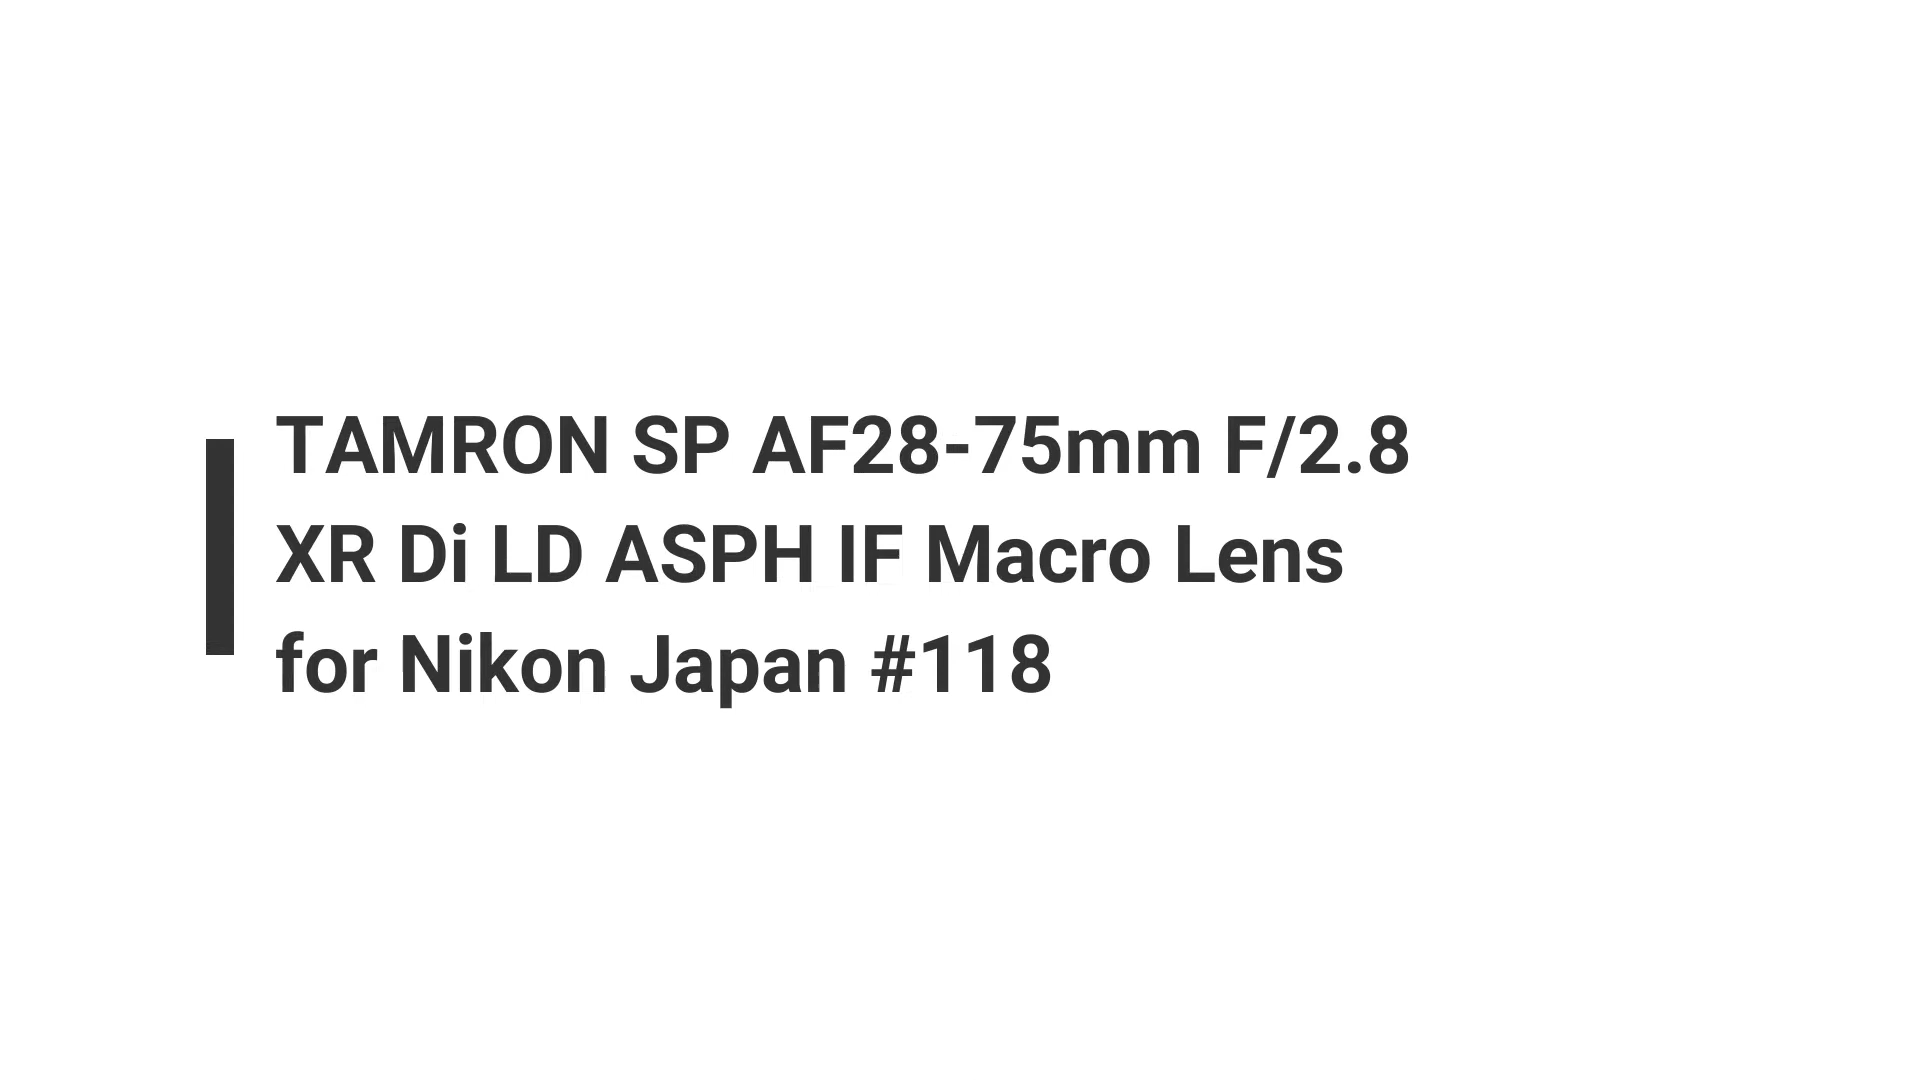 TAMRON SP AF28-75mm F/2.8
XR Di LD ASPH IF Macro Lens
for Nikon Japan #118